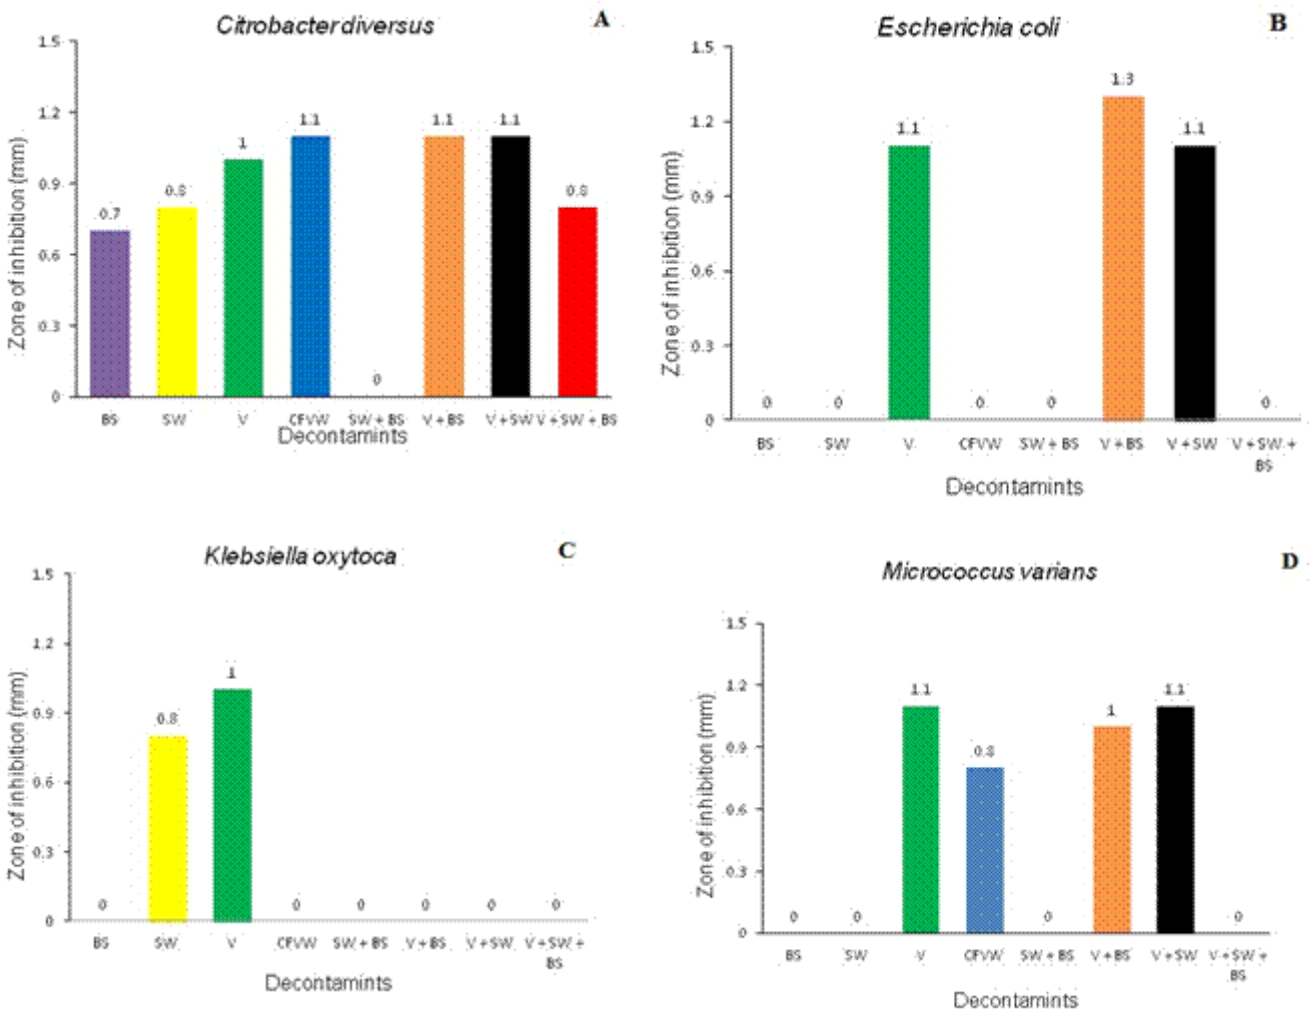 Citrobacter diversus
A
Zone of inhibition (mm)
1.5
1.2
0.9
0.6
0.3
0
0.7
0.8
1
1.1
0
1.1
1.1
0.8
BS
SW
V
CFVW
SW + BS
V + BS
V + SW
V + SW + BS
Decontamints
Escherichia coli
B
Zone of inhibition (mm)
1.5
1.2
0.9
0.6
0.3
0
0
0
1.1
0
0
1.3
1.1
0
BS
SW
V
CFVW
SW + BS
V + BS
V + SW
V + SW +
BS
Decontamints
Klebsiella oxytoca
C
Zone of inhibition (mm)
1.5
1.2
0.9
0.6
0.3
0
0
0.8
1
0
0
0
0
0
BS
SW
V
CFVW
SW + BS
V + BS
V + SW
V + SW +
BS
Decontamints
Micrococcus varians
D
Zone of inhibition (mm)
1.5
1.2
0.9
0.6
0.3
0
0
0
1.1
0.8
0
1
1.1
0
BS
SW
V
CFVW
SW + BS
V + BS
V + SW
V + SW +
BS
Decontamints